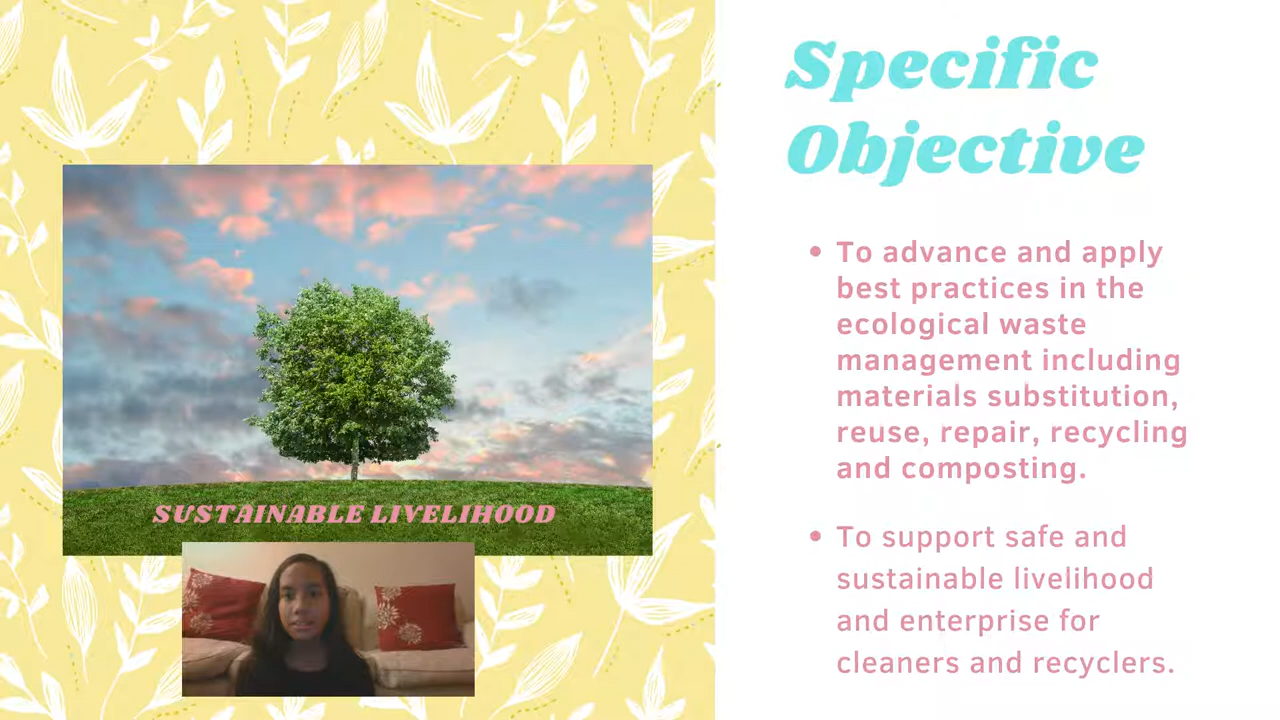 Specific
Objective
• To advance and apply
best practices in the
ecological waste
management including
materials substitution,
reuse, repair, recycling
and composting.
• To support safe and
sustainable livelihood
and enterprise for
cleaners and recyclers.
SUSTAINABLE LIVELIHOOD